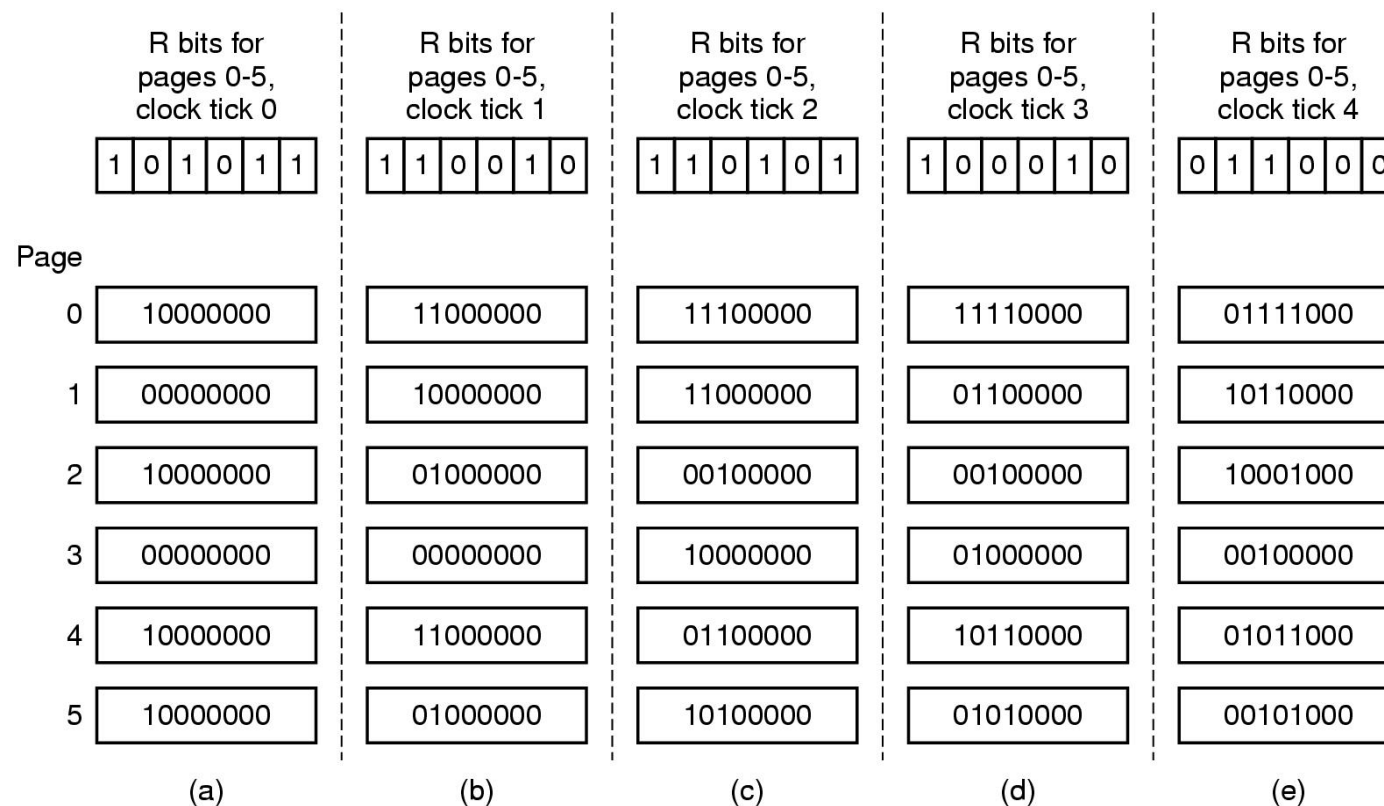 R bits for
pages 0-5,
clock tick 0
R bits for
pages 0-5,
clock tick 1
R bits for
pages 0-5,
clock tick 2
R bits for
pages 0-5,
clock tick 3
R bits for
pages 0-5,
clock tick 4
1 0 1 0 1 1
1 1 0 0 1 0
1 1 0 1 0 1
1 0 0 0 1 0
0 1 1 0 0 0
Page
0 10000000 11000000 11100000 11110000 01111000
1 00000000 10000000 11000000 01100000 10110000
2 10000000 01000000 00100000 00100000 10001000
3 00000000 00000000 10000000 01000000 00100000
4 10000000 11000000 01100000 10110000 01011000
5 10000000 01000000 10100000 01010000 00101000
(a) (b) (c) (d) (e)